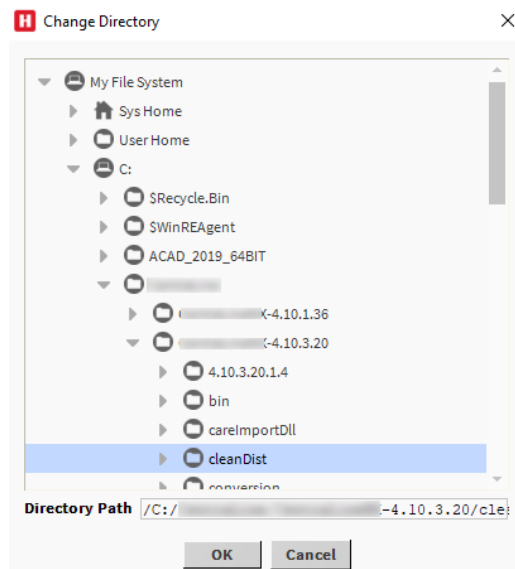 H Change Directory
My File System
Sys Home
User Home
C:
$Recycle.Bin
$WinREAgent
ACAD_2019_64BIT
-4.10.1.36
-4.10.3.20
4.10.3.20.1.4
bin
careImportDll
cleanDist
conversion
Directory Path /C:/ -4.10.3.20/cle
OK Cancel